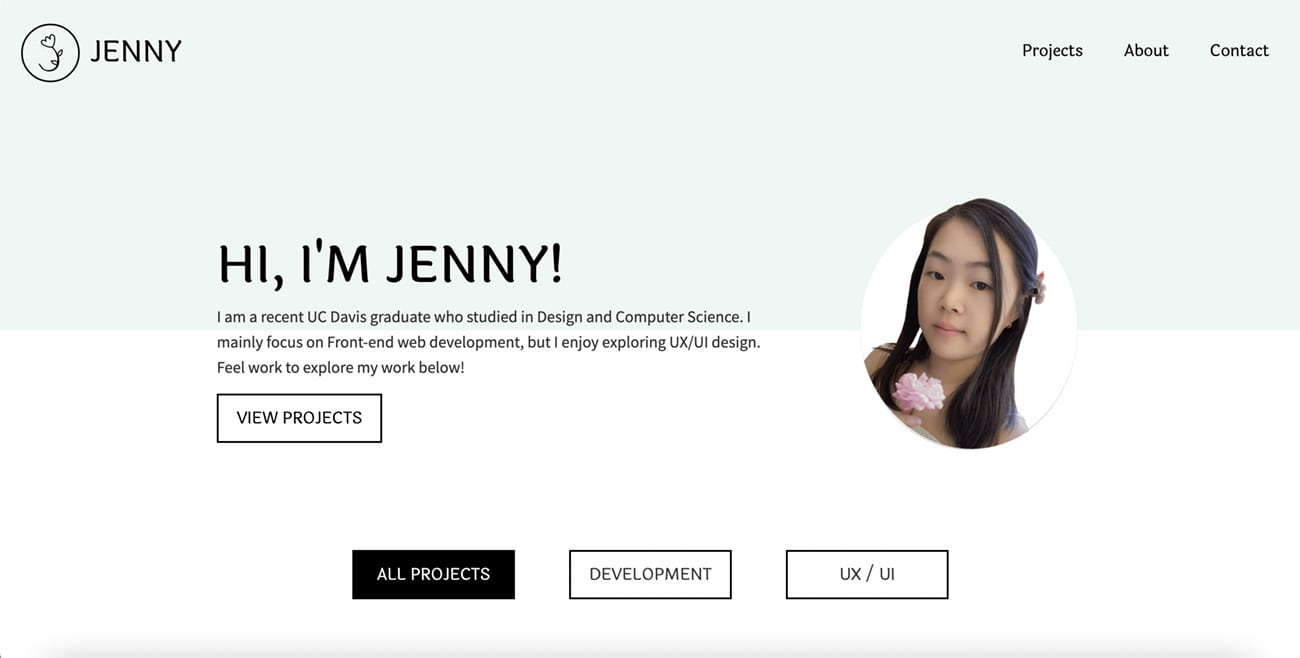 JENNY
Projects About Contact
HI, I'M JENNY!
I am a recent UC Davis graduate who studied in Design and Computer Science. I
mainly focus on Front-end web development, but I enjoy exploring UX/UI design.
Feel work to explore my work below!
VIEW PROJECTS
ALL PROJECTS
DEVELOPMENT
UX / UI